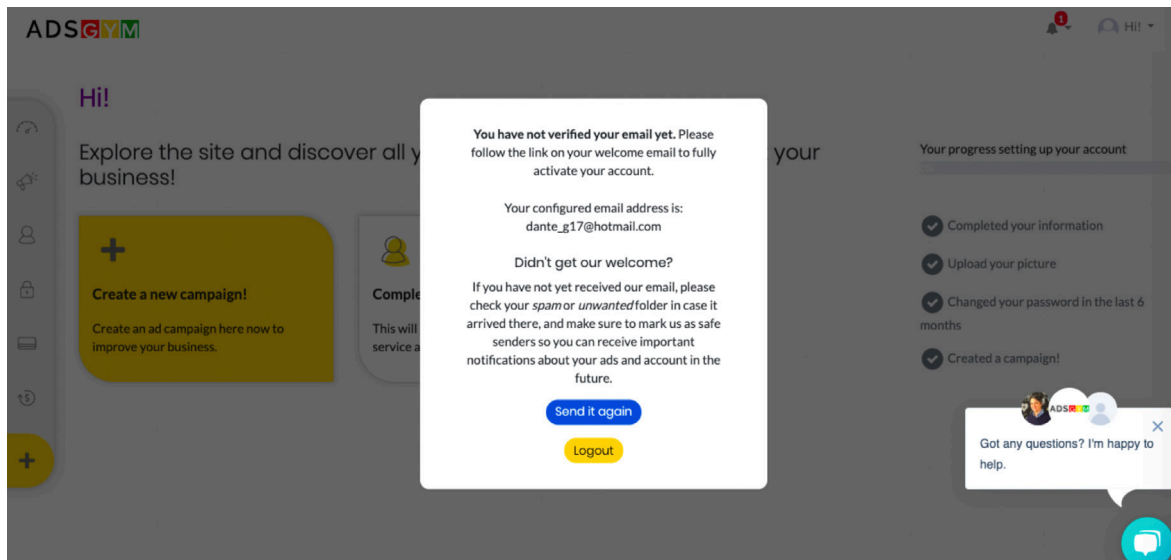 ADSGYM
1
Hi!
Hi!
Explore the site and discover all y
your
business!
Create a new campaign!
Create an ad campaign here now to
improve your business.
Comple
This will
service a
You have not verified your email yet. Please
follow the link on your welcome email to fully
activate your account.
Your configured email address is:
dante_g17@hotmail.com
Didn't get our welcome?
If you have not yet received our email, please
check your spam or unwanted folder in case it
arrived there, and make sure to mark us as safe
senders so you can receive important
notifications about your ads and account in the
future.
Send it again
Logout
Your progress setting up your account
Completed your information
Upload your picture
Changed your password in the last 6
months
Created a campaign!
ADSGYM
Got any questions? I'm happy to
help.